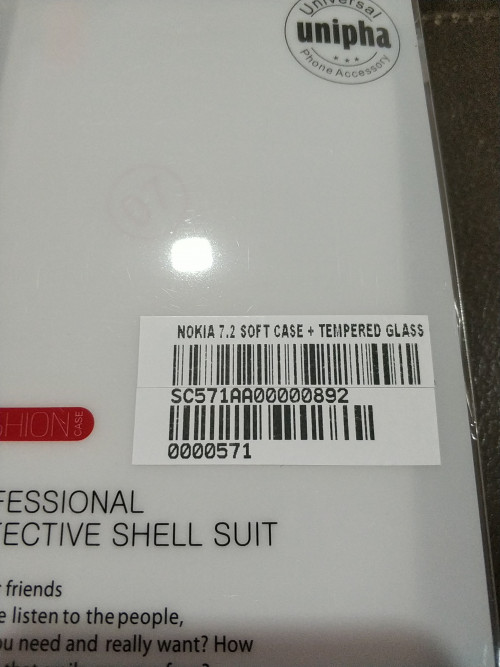 Universal
unipha
Phone Accessory
07
NOKIA 7.2 SOFT CASE + TEMPERED GLASS
SC571AA00000892
0000571
SHION CASE
FESSIONAL
TECTIVE SHELL SUIT
friends
e listen to the people,
ou need and really want? How